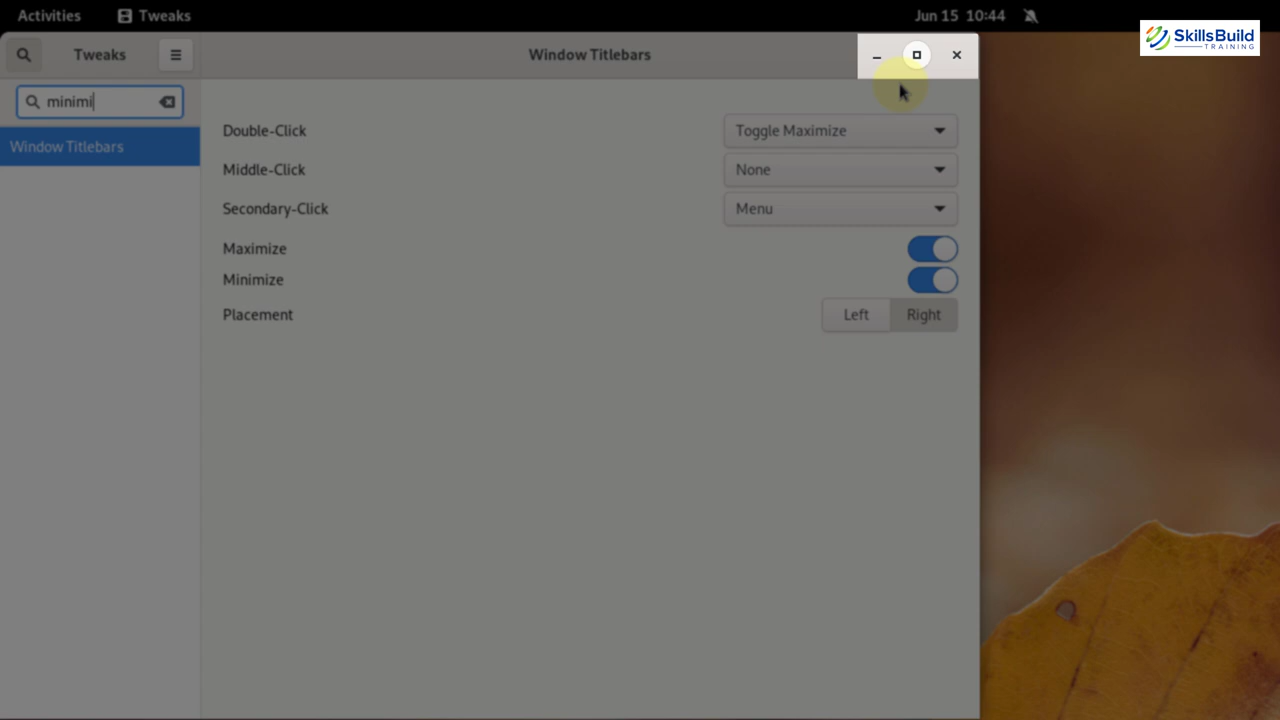 Activities
Tweaks
Jun 15 10:44
SkillsBuild
TRAINING
Tweaks
Window Titlebars
minimi
Window Titlebars
Double-Click
Toggle Maximize
Middle-Click
None
Secondary-Click
Menu
Maximize
Minimize
Placement
Left
Right